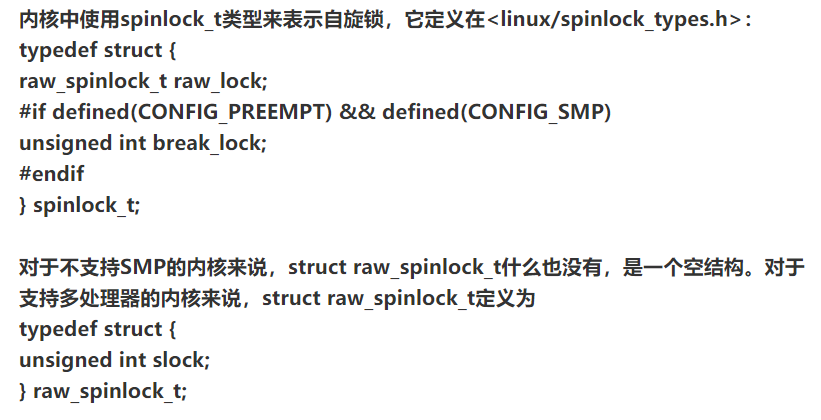 内核中使用spinlock_t类型来表示自旋锁，它定义在<linux/spinlock_types.h>：
typedef struct {
raw_spinlock_t raw_lock;
#if defined(CONFIG_PREEMPT) && defined(CONFIG_SMP)
unsigned int break_lock;
#endif
} spinlock_t;
对于不支持SMP的内核来说，struct raw_spinlock_t什么也没有，是一个空结构。对于
支持多处理器的内核来说，struct raw_spinlock_t定义为
typedef struct {
unsigned int slock;
} raw_spinlock_t;